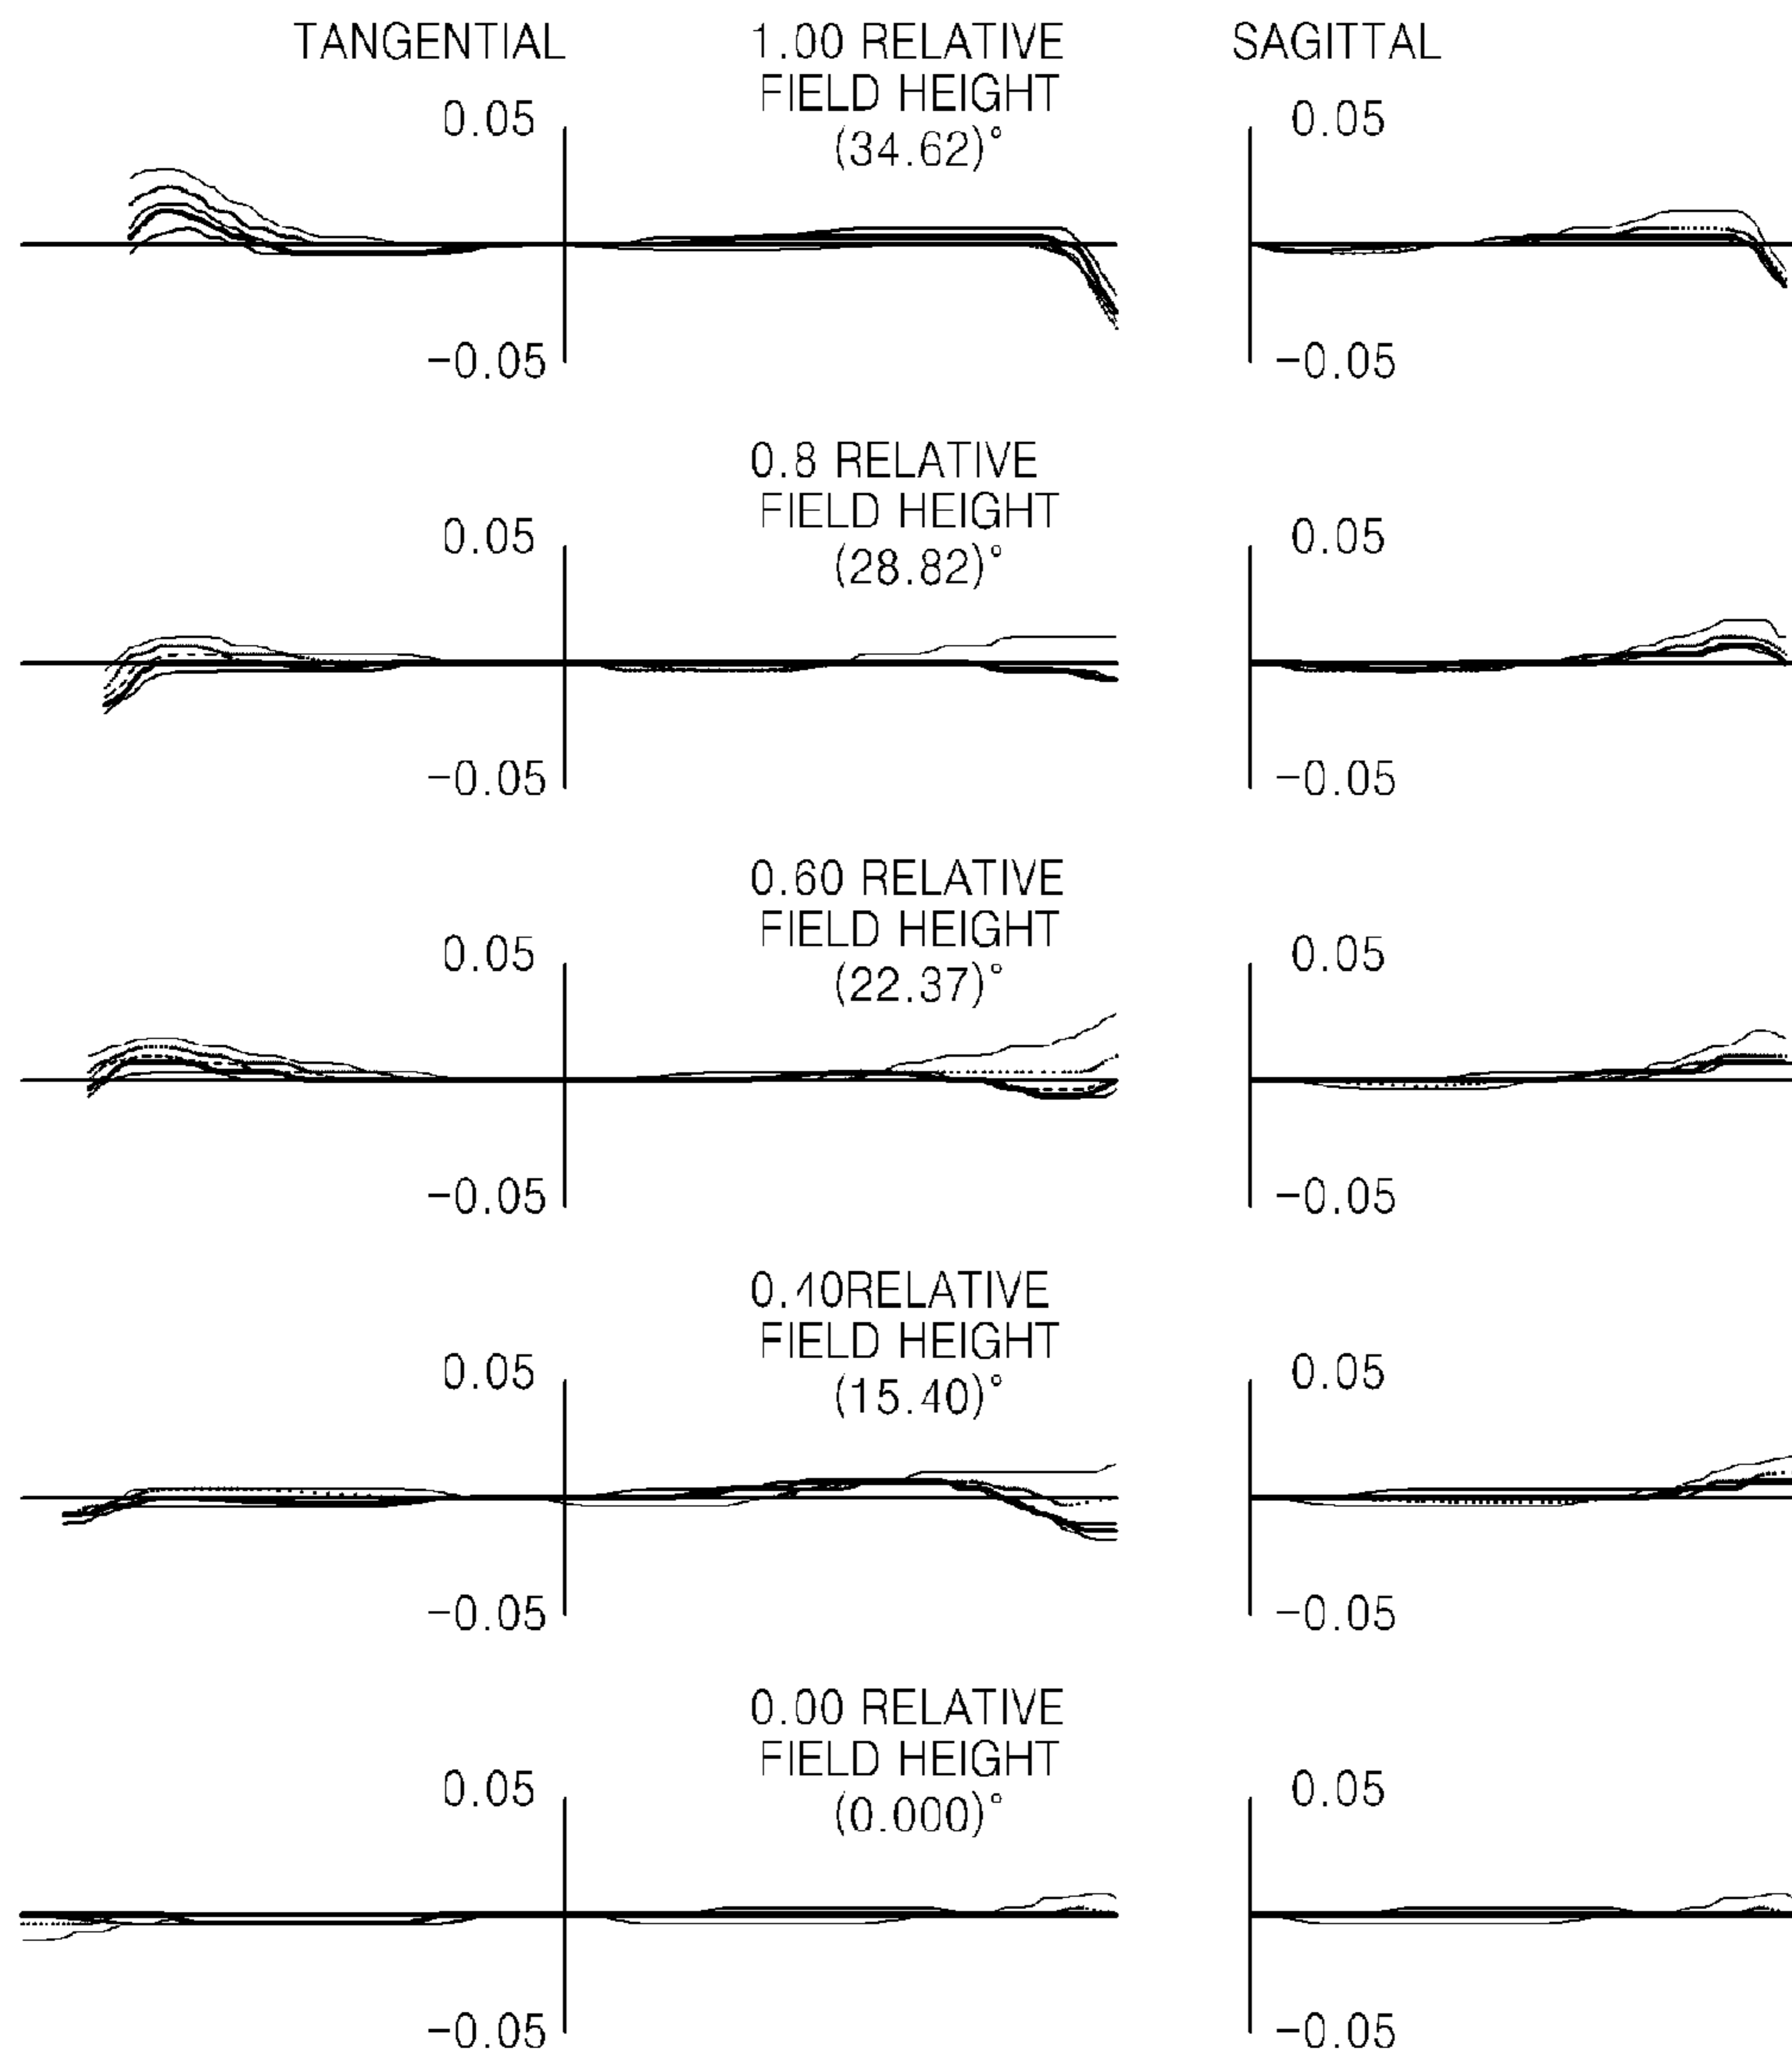 TANGENTIAL 1.00 RELATIVE SAGITTAL
FIELD HEIGHT
0.05 0.05
(34.62)°
-0.05 -0.05
0.8 RELATIVE
FIELD HEIGHT
0.05 0.05
(28.82)°
-0.05 -0.05
0.60 RELATIVE
FIELD HEIGHT
0.05 0.05
(22.37)°
-0.05 -0.05
0.40RELATIVE
FIELD HEIGHT
0.05 0.05
(15.40)°
-0.05 -0.05
0.00 RELATIVE
FIELD HEIGHT
0.05 0.05
(0.000)°
-0.05 -0.05